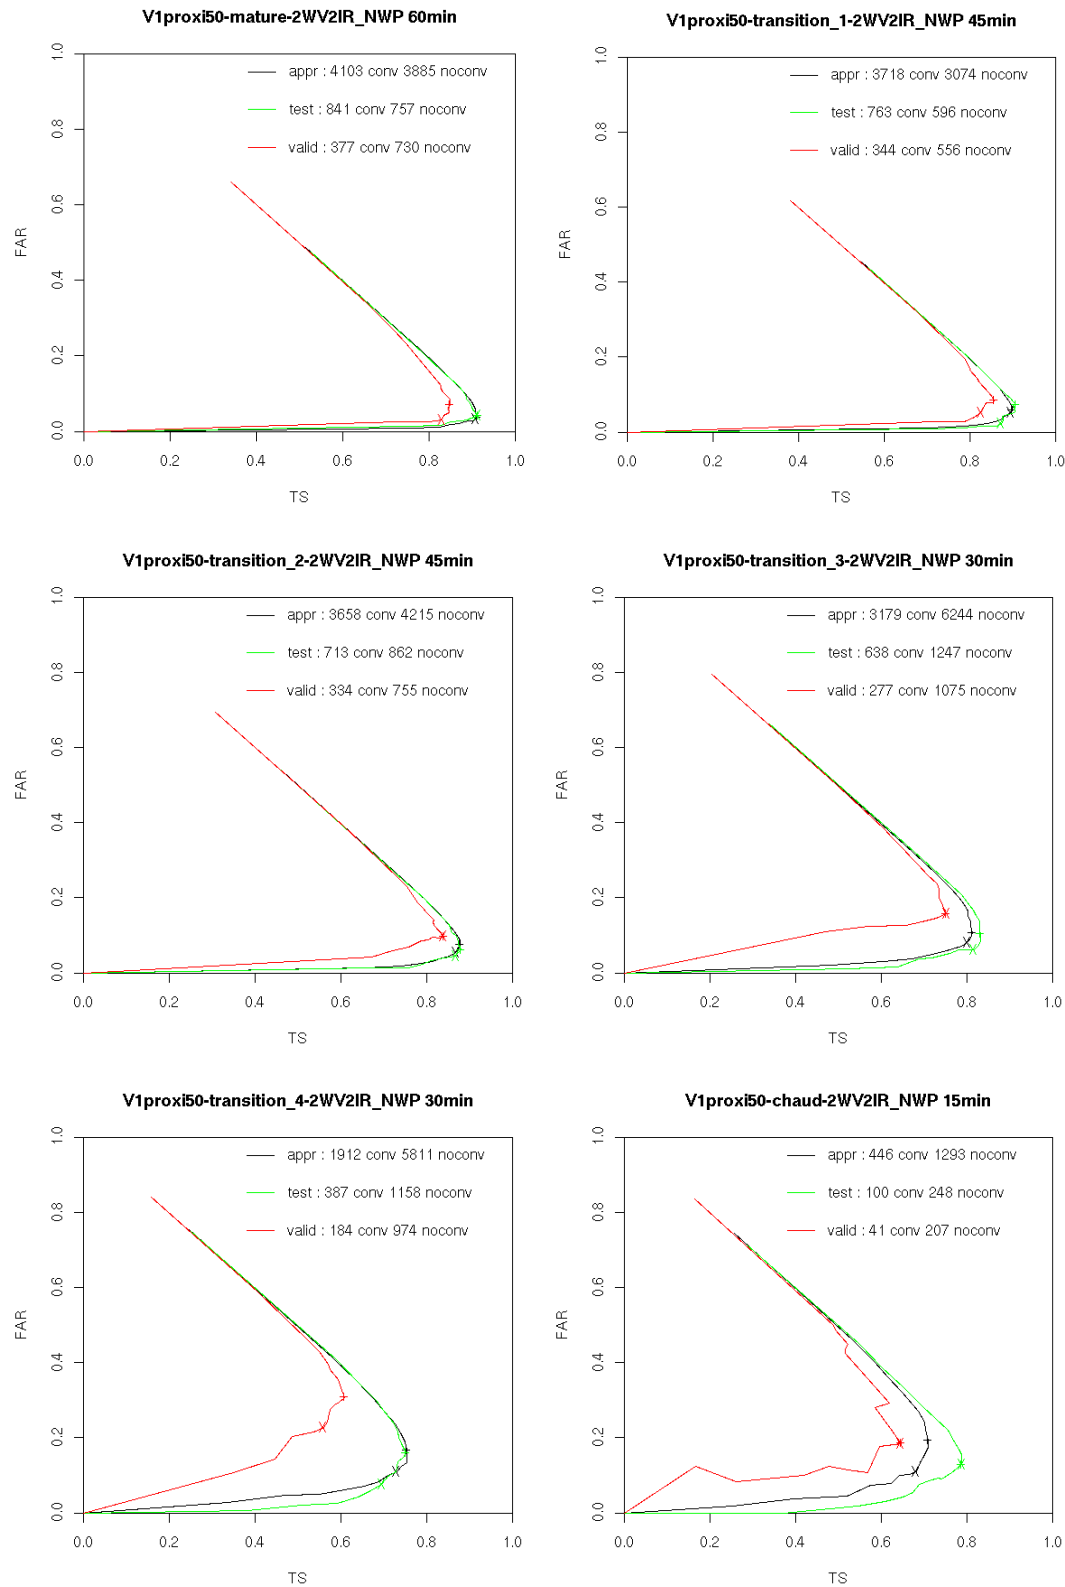 V1proxi50-mature-2WV2IR_NWP 60min
1.0
0.8
0.6
0.4
0.2
0.0
FAR
appr : 4103 conv 3885 noconv
test : 841 conv 757 noconv
valid : 377 conv 730 noconv
0.0 0.2 0.4 0.6 0.8 1.0
TS
V1proxi50-transition_1-2WV2IR_NWP 45min
1.0
0.8
0.6
0.4
0.2
0.0
FAR
appr : 3718 conv 3074 noconv
test : 763 conv 596 noconv
valid : 344 conv 556 noconv
0.0 0.2 0.4 0.6 0.8 1.0
TS
V1proxi50-transition_2-2WV2IR_NWP 45min
1.0
0.8
0.6
0.4
0.2
0.0
FAR
appr : 3658 conv 4215 noconv
test : 713 conv 862 noconv
valid : 334 conv 755 noconv
0.0 0.2 0.4 0.6 0.8 1.0
TS
V1proxi50-transition_3-2WV2IR_NWP 30min
1.0
0.8
0.6
0.4
0.2
0.0
FAR
appr : 3179 conv 6244 noconv
test : 638 conv 1247 noconv
valid : 277 conv 1075 noconv
0.0 0.2 0.4 0.6 0.8 1.0
TS
V1proxi50-transition_4-2WV2IR_NWP 30min
1.0
0.8
0.6
0.4
0.2
0.0
FAR
appr : 1912 conv 5811 noconv
test : 387 conv 1158 noconv
valid : 184 conv 974 noconv
0.0 0.2 0.4 0.6 0.8 1.0
TS
V1proxi50-chaud-2WV2IR_NWP 15min
1.0
0.8
0.6
0.4
0.2
0.0
FAR
appr : 446 conv 1293 noconv
test : 100 conv 248 noconv
valid : 41 conv 207 noconv
0.0 0.2 0.4 0.6 0.8 1.0
TS